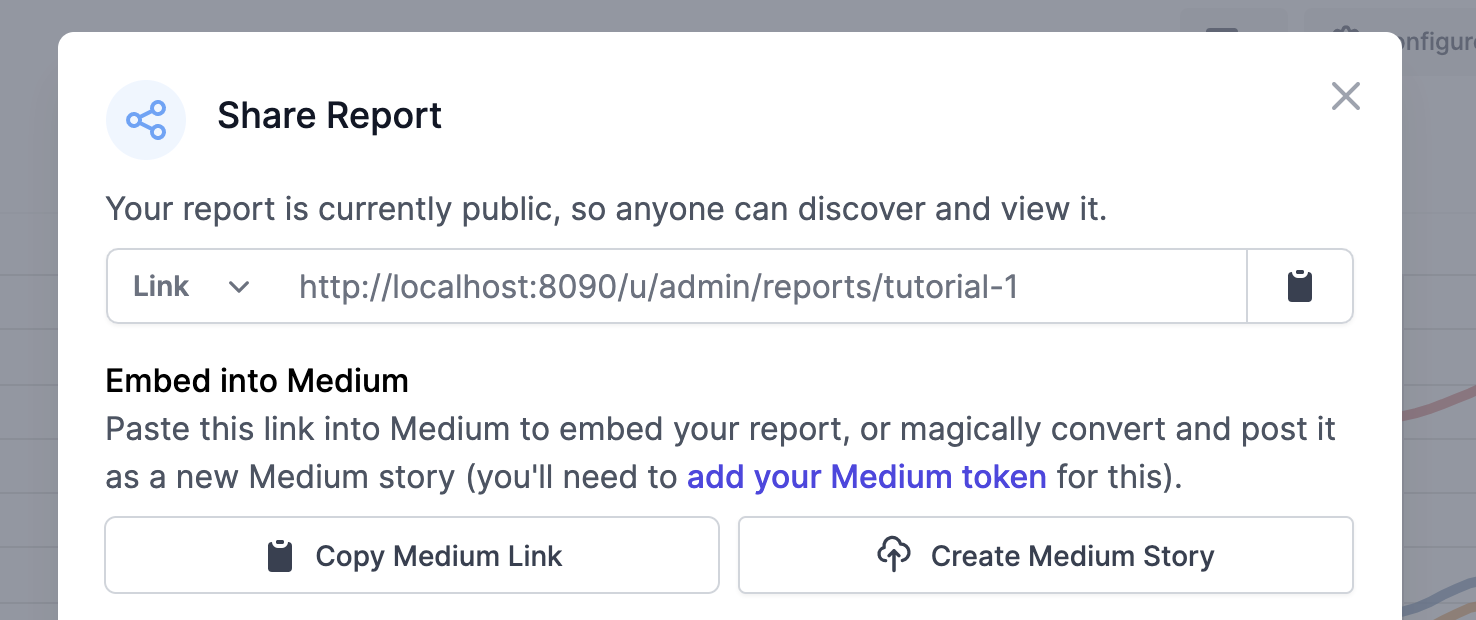 Share Report
Your report is currently public, so anyone can discover and view it.
Link http://localhost:8090/u/admin/reports/tutorial-1
Embed into Medium
Paste this link into Medium to embed your report, or magically convert and post it
as a new Medium story (you'll need to add your Medium token for this).
Copy Medium Link Create Medium Story